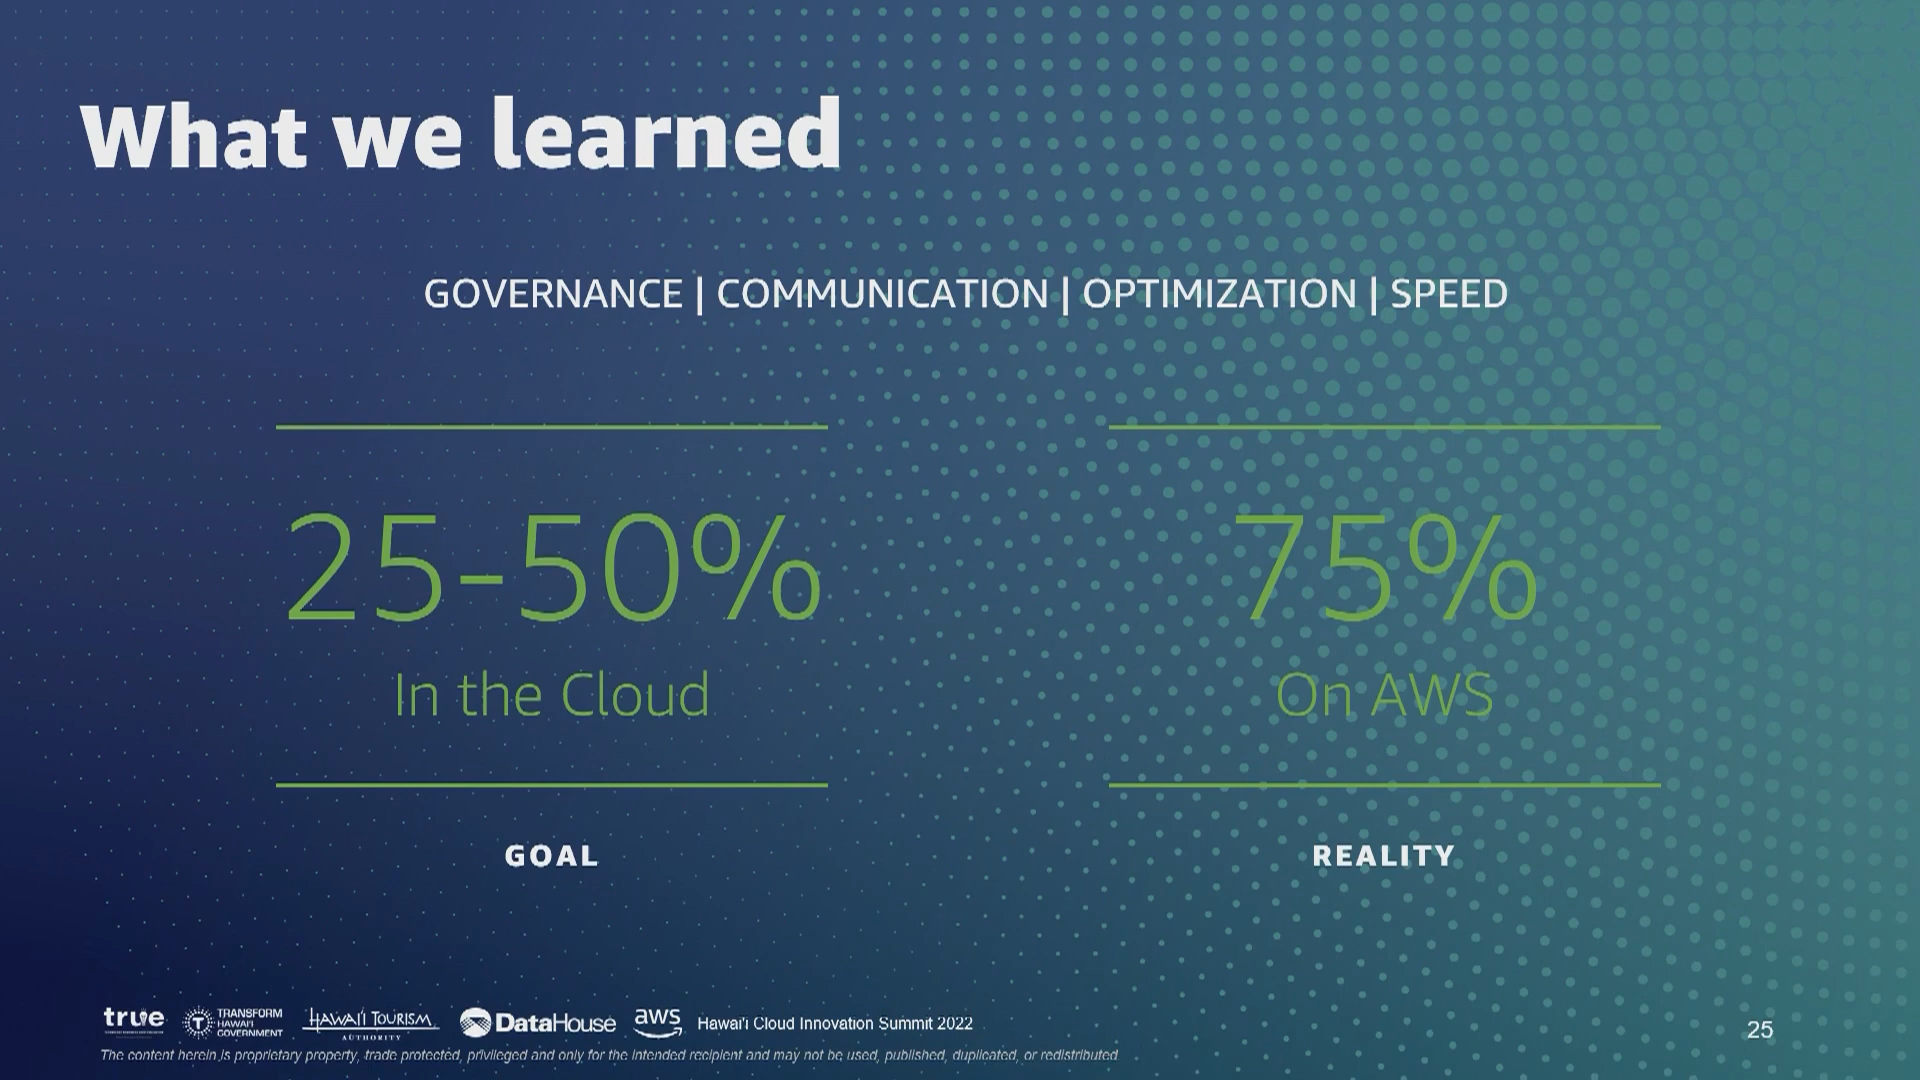 What we learned
GOVERNANCE | COMMUNICATION | OPTIMIZATION | SPEED
25-50%
In the Cloud
GOAL
75%
On AWS
REALITY
true
TRANSFORM
HAWAI'I
GOVERNMENT
HAWAI'I TOURISM
AUTHORITY
DataHouse
aws
Hawai'i Cloud Innovation Summit 2022
The content herein is proprietary property, trade protected, privileged and only for the intended recipient and may not be used, published, duplicated, or redistributed
25